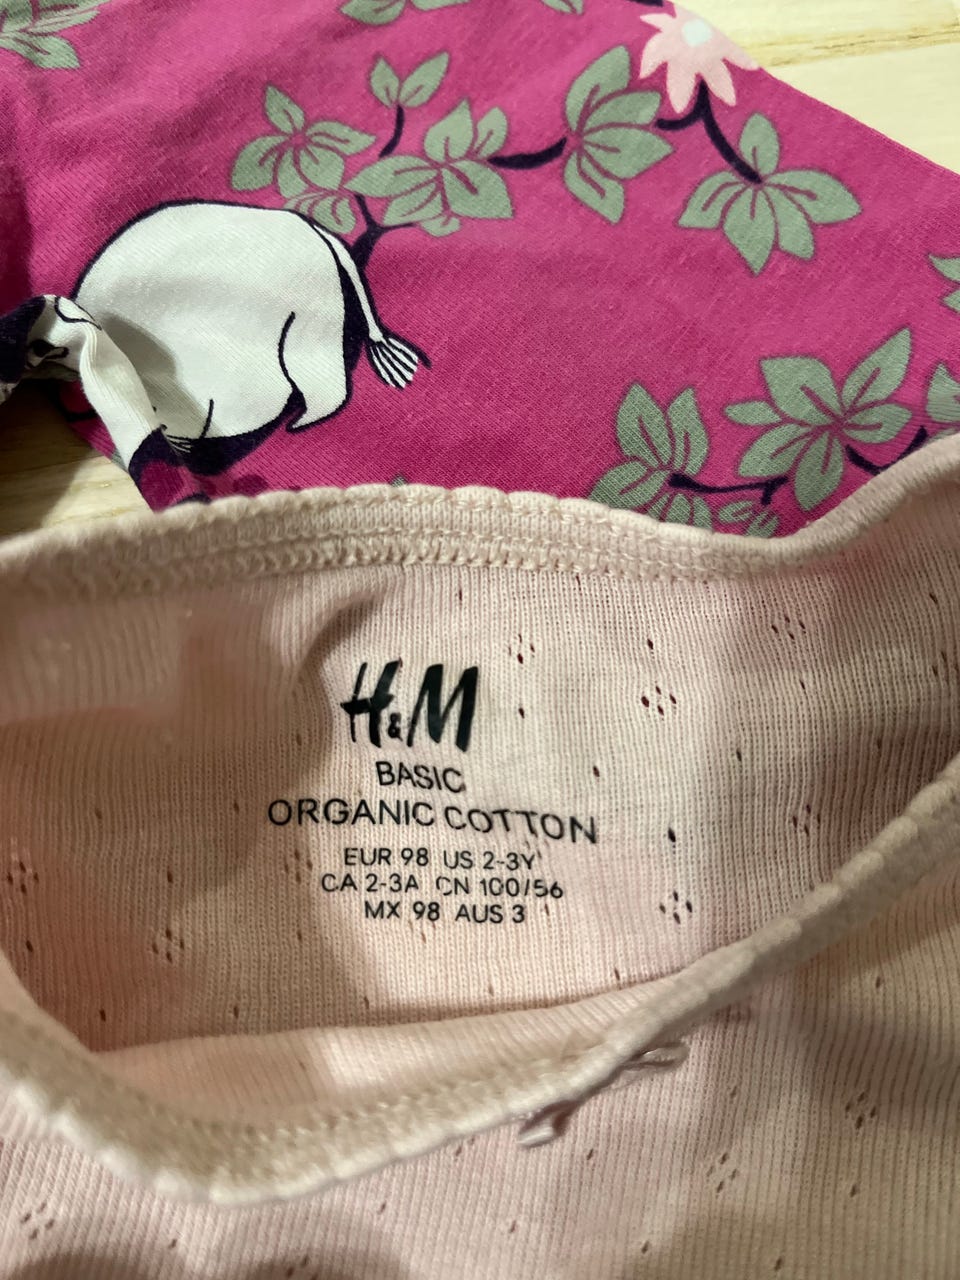 H&M
BASIC
ORGANIC COTTON
EUR 98 US 2-3Y
CA 2-3A CN 100/56
MX 98 AUS 3